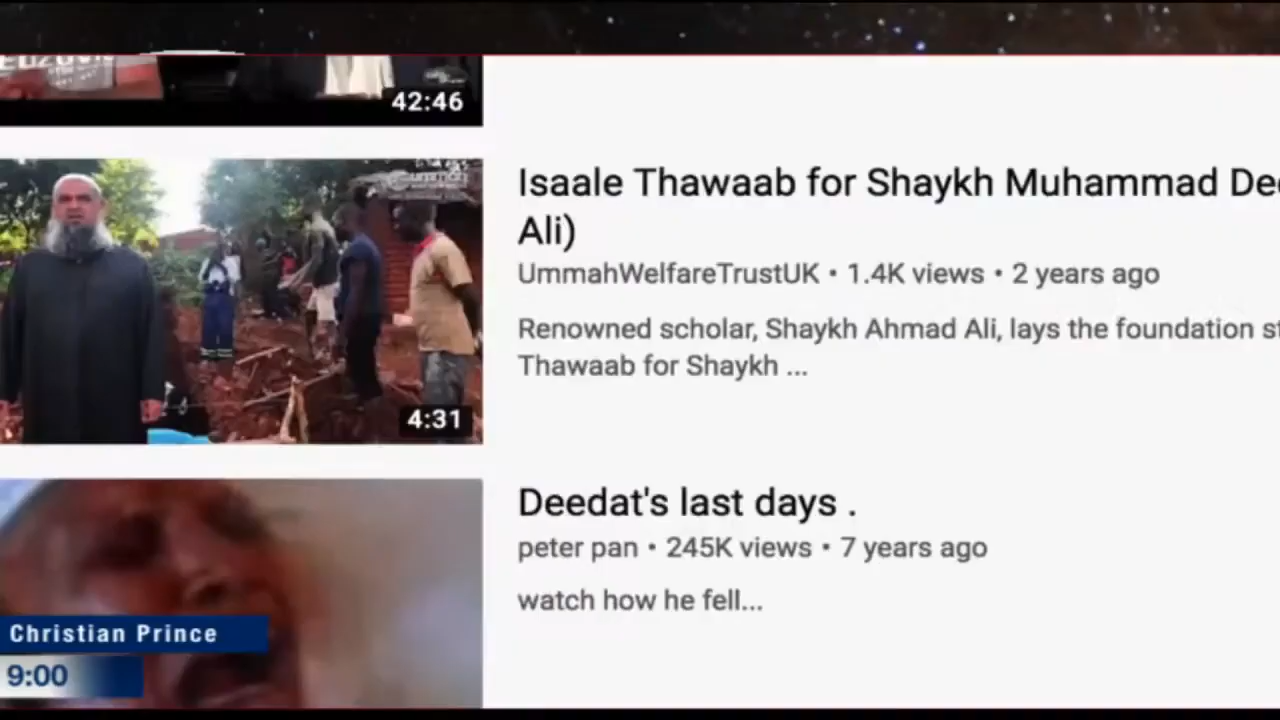 42:46
Isaale Thawaab for Shaykh Muhammad
Ali)
UmmahWelfareTrustUK • 1.4K views • 2 years ago
Renowned scholar, Shaykh Ahmad Ali, lays the foundation
Thawaab for Shaykh ...
4:31
Deedat's last days .
peter pan • 245K views • 7 years ago
watch how he fell...
Christian Prince
9:00